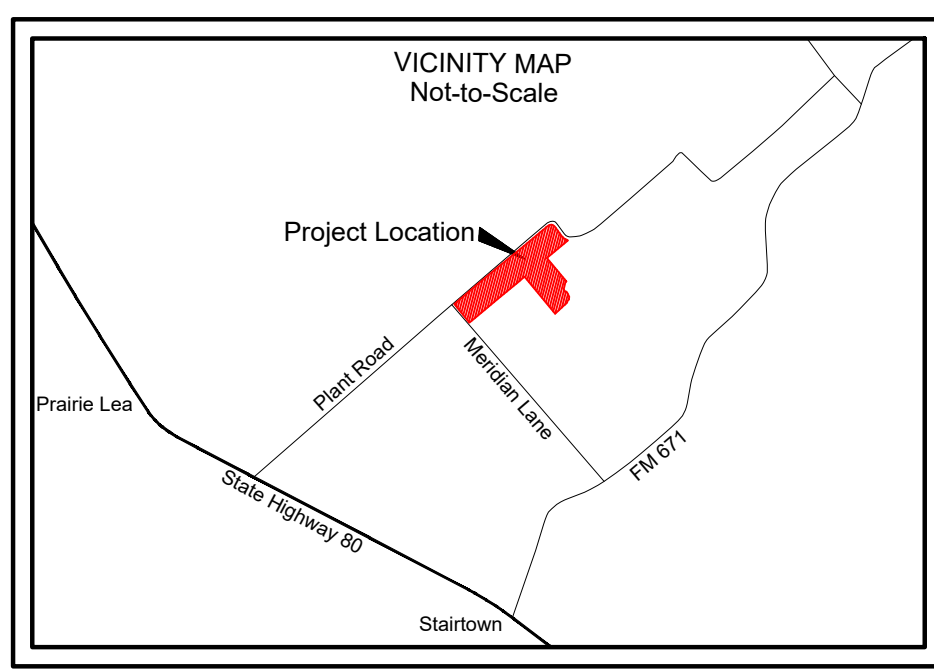 VICINITY MAP
Not-to-Scale
Project Location
Plant Road
Meridian Lane
Prairie Lea
FM 671
State Highway 80
Stairtown